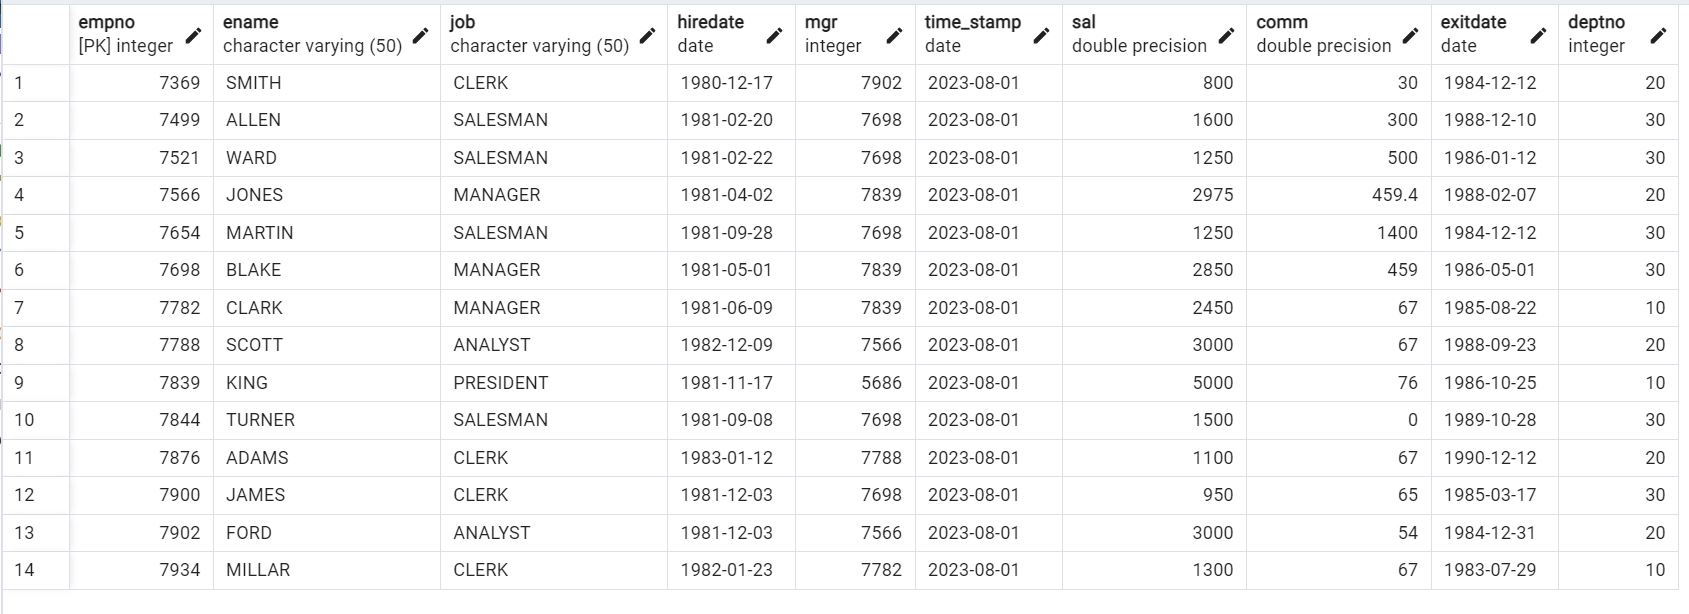 empno ename job hiredate mgr time_stamp sal comm exitdate deptno
[PK] integer character varying (50) character varying (50) date integer date double precision double precision date integer
1 7369 SMITH CLERK 1980-12-17 7902 2023-08-01 800 30 1984-12-12 20
2 7499 ALLEN SALESMAN 1981-02-20 7698 2023-08-01 1600 300 1988-12-10 30
3 7521 WARD SALESMAN 1981-02-22 7698 2023-08-01 1250 500 1986-01-12 30
4 7566 JONES MANAGER 1981-04-02 7839 2023-08-01 2975 459.4 1988-02-07 20
5 7654 MARTIN SALESMAN 1981-09-28 7698 2023-08-01 1250 1400 1984-12-12 30
6 7698 BLAKE MANAGER 1981-05-01 7839 2023-08-01 2850 459 1986-05-01 30
7 7782 CLARK MANAGER 1981-06-09 7839 2023-08-01 2450 67 1985-08-22 10
8 7788 SCOTT ANALYST 1982-12-09 7566 2023-08-01 3000 67 1988-09-23 20
9 7839 KING PRESIDENT 1981-11-17 5686 2023-08-01 5000 76 1986-10-25 10
10 7844 TURNER SALESMAN 1981-09-08 7698 2023-08-01 1500 0 1989-10-28 30
11 7876 ADAMS CLERK 1983-01-12 7788 2023-08-01 1100 67 1990-12-12 20
12 7900 JAMES CLERK 1981-12-03 7698 2023-08-01 950 65 1985-03-17 30
13 7902 FORD ANALYST 1981-12-03 7566 2023-08-01 3000 54 1984-12-31 20
14 7934 MILLAR CLERK 1982-01-23 7782 2023-08-01 1300 67 1983-07-29 10